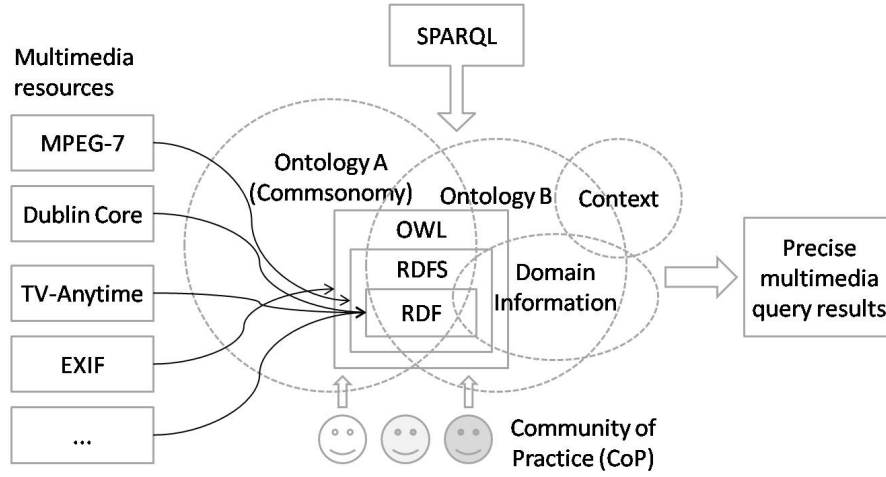 SPARQL
Multimedia
resources
MPEG-7
Dublin Core
TV-Anytime
EXIF
...
Ontology A
(Commsonomy)
Ontology B
Context
OWL
RDFS
RDF
Domain
Information
Precise
multimedia
query results
Community of
Practice (CoP)